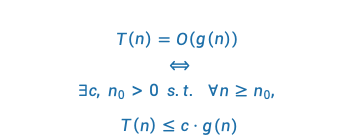 T(n) = O(g(n))
⇔
∃c, n₀ > 0 s.t. ∀n ≥ n₀,
T(n) ≤ c · g(n)